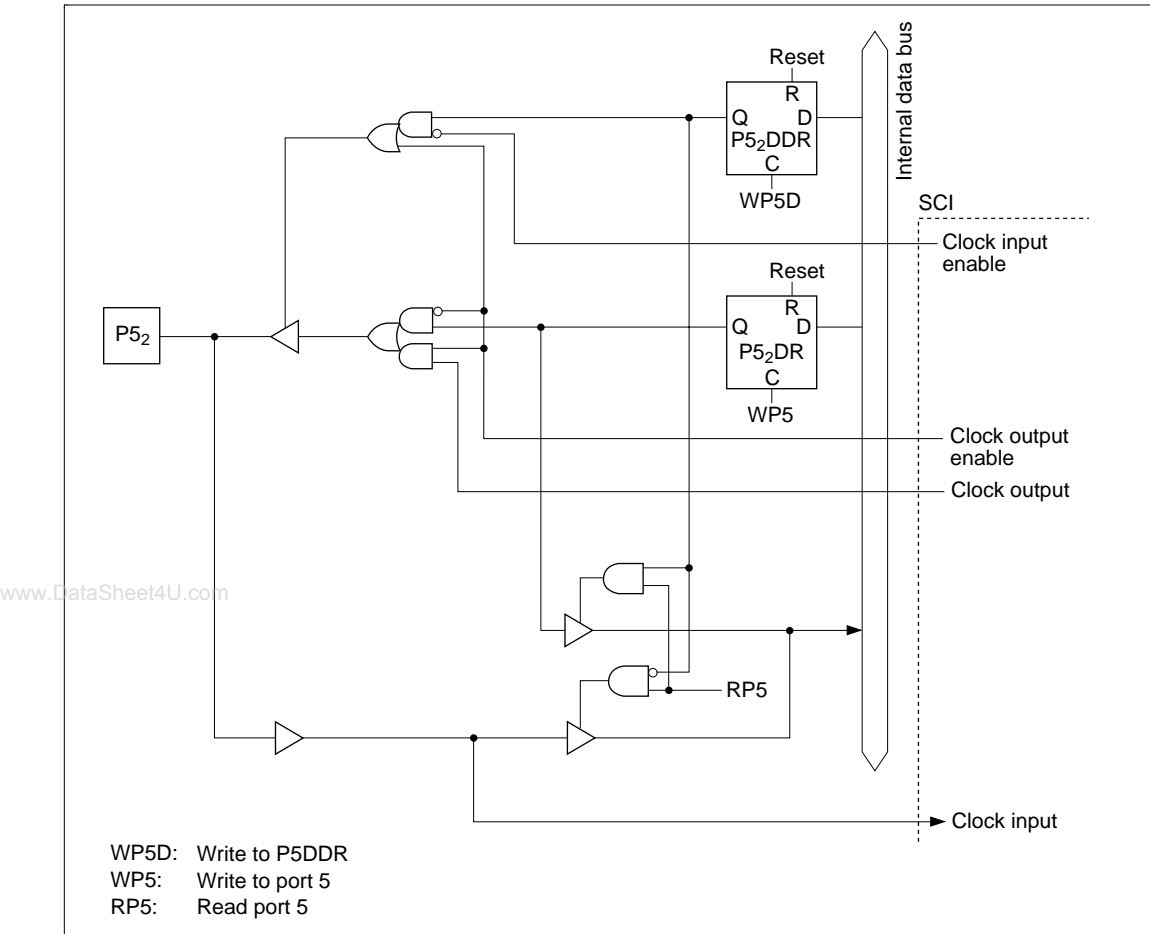 Reset
R
Q D
P5₂DDR
C
WP5D
Internal data bus
SCI
Clock input
enable
Reset
R
Q D
P5₂DR
C
WP5
P5₂
Clock output
enable
Clock output
www.DataSheet4U.com
RP5
Clock input
WP5D: Write to P5DDR
WP5: Write to port 5
RP5: Read port 5